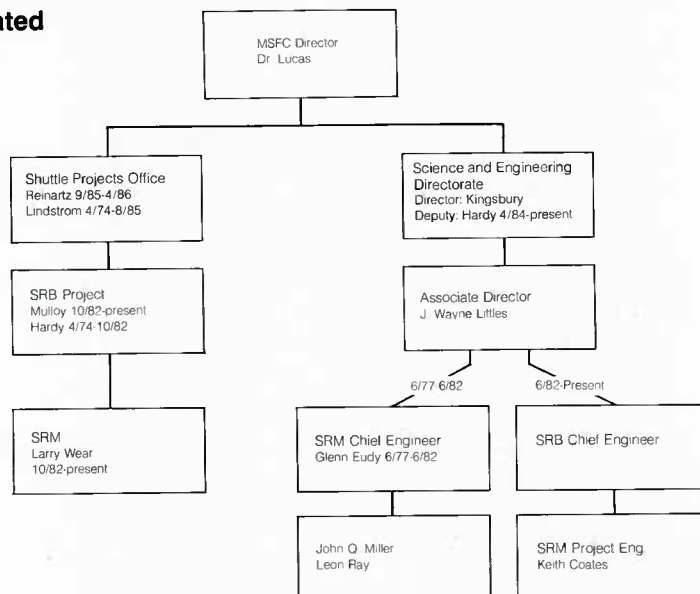 ated
MSFC Director
Dr Lucas
Shuttle Projects Office
Reinartz 9/85-4/86
Lindstrom 4/74-8/85
Science and Engineering
Directorate
Director: Kingsbury
Deputy: Hardy 4/84-present
SRB Project
Mulloy 10/82-present
Hardy 4/74-10/82
Associate Director
J. Wayne Littles
6/77-6/82
6/82-Present
SRM
Larry Wear
10/82-present
SRM Chief Engineer
Glenn Eudy 6/77-6/82
SRB Chief Engineer
John Q. Miller
Leon Ray
SRM Project Eng.
Keith Coates